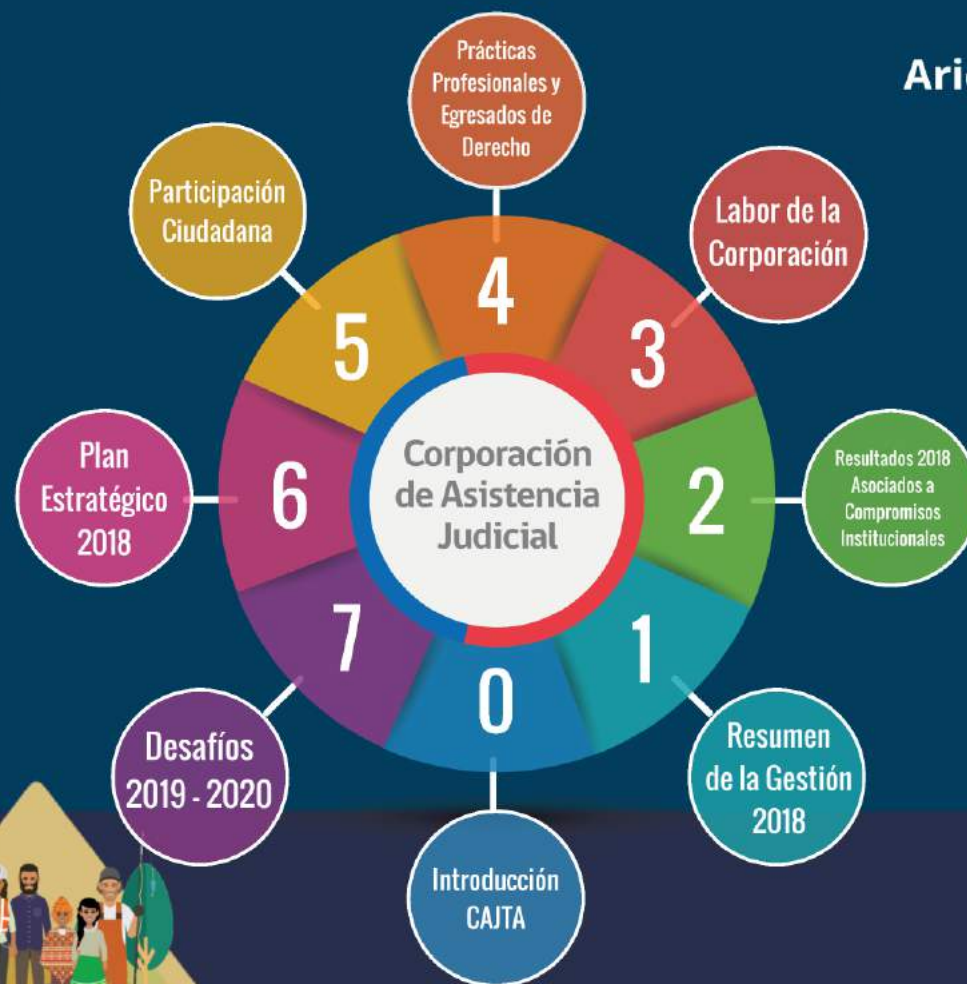 Prácticas
Profesionales y
Egresados de
Derecho
Participación
Ciudadana
Labor de la
Corporación
4
5
3
Plan
Estratégico
2018
6
Corporación
de Asistencia
Judicial
2
Resultados 2018
Asociados a
Compromisos
Institucionales
7
0
1
Desafíos
2019 - 2020
Resumen
de la Gestión
2018
Introducción
CAJTA